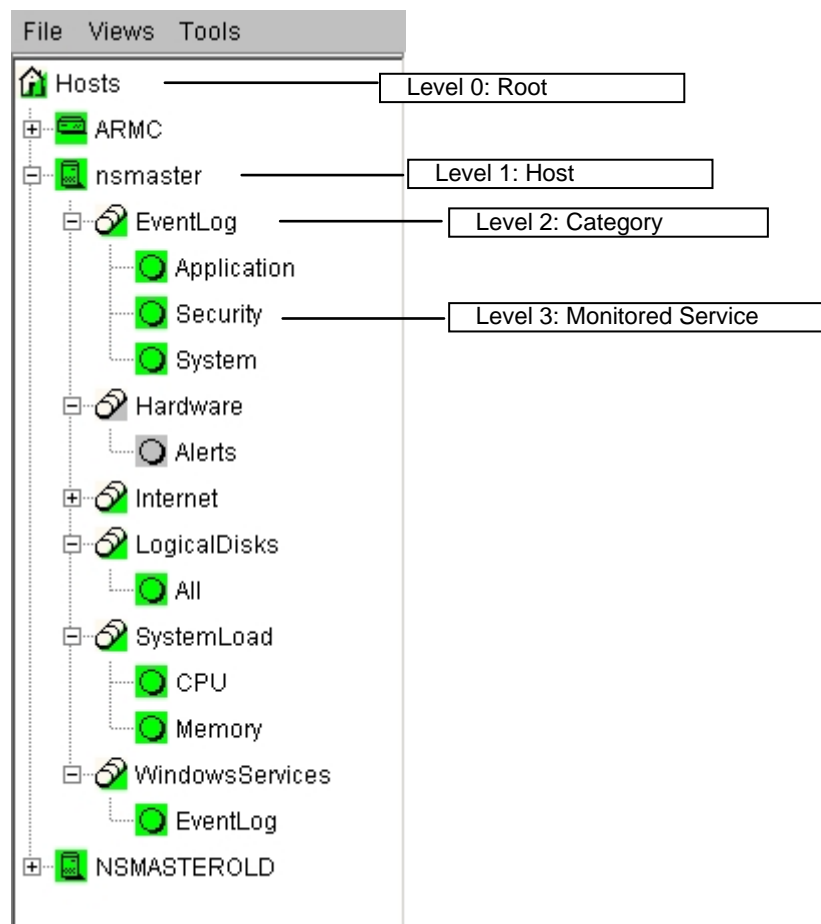 File Views Tools
Hosts
Level 0: Root
ARMC
nsmaster
Level 1: Host
EventLog
Level 2: Category
Application
Security
Level 3: Monitored Service
System
Hardware
Alerts
Internet
LogicalDisks
All
SystemLoad
CPU
Memory
WindowsServices
EventLog
NSMASTEROLD